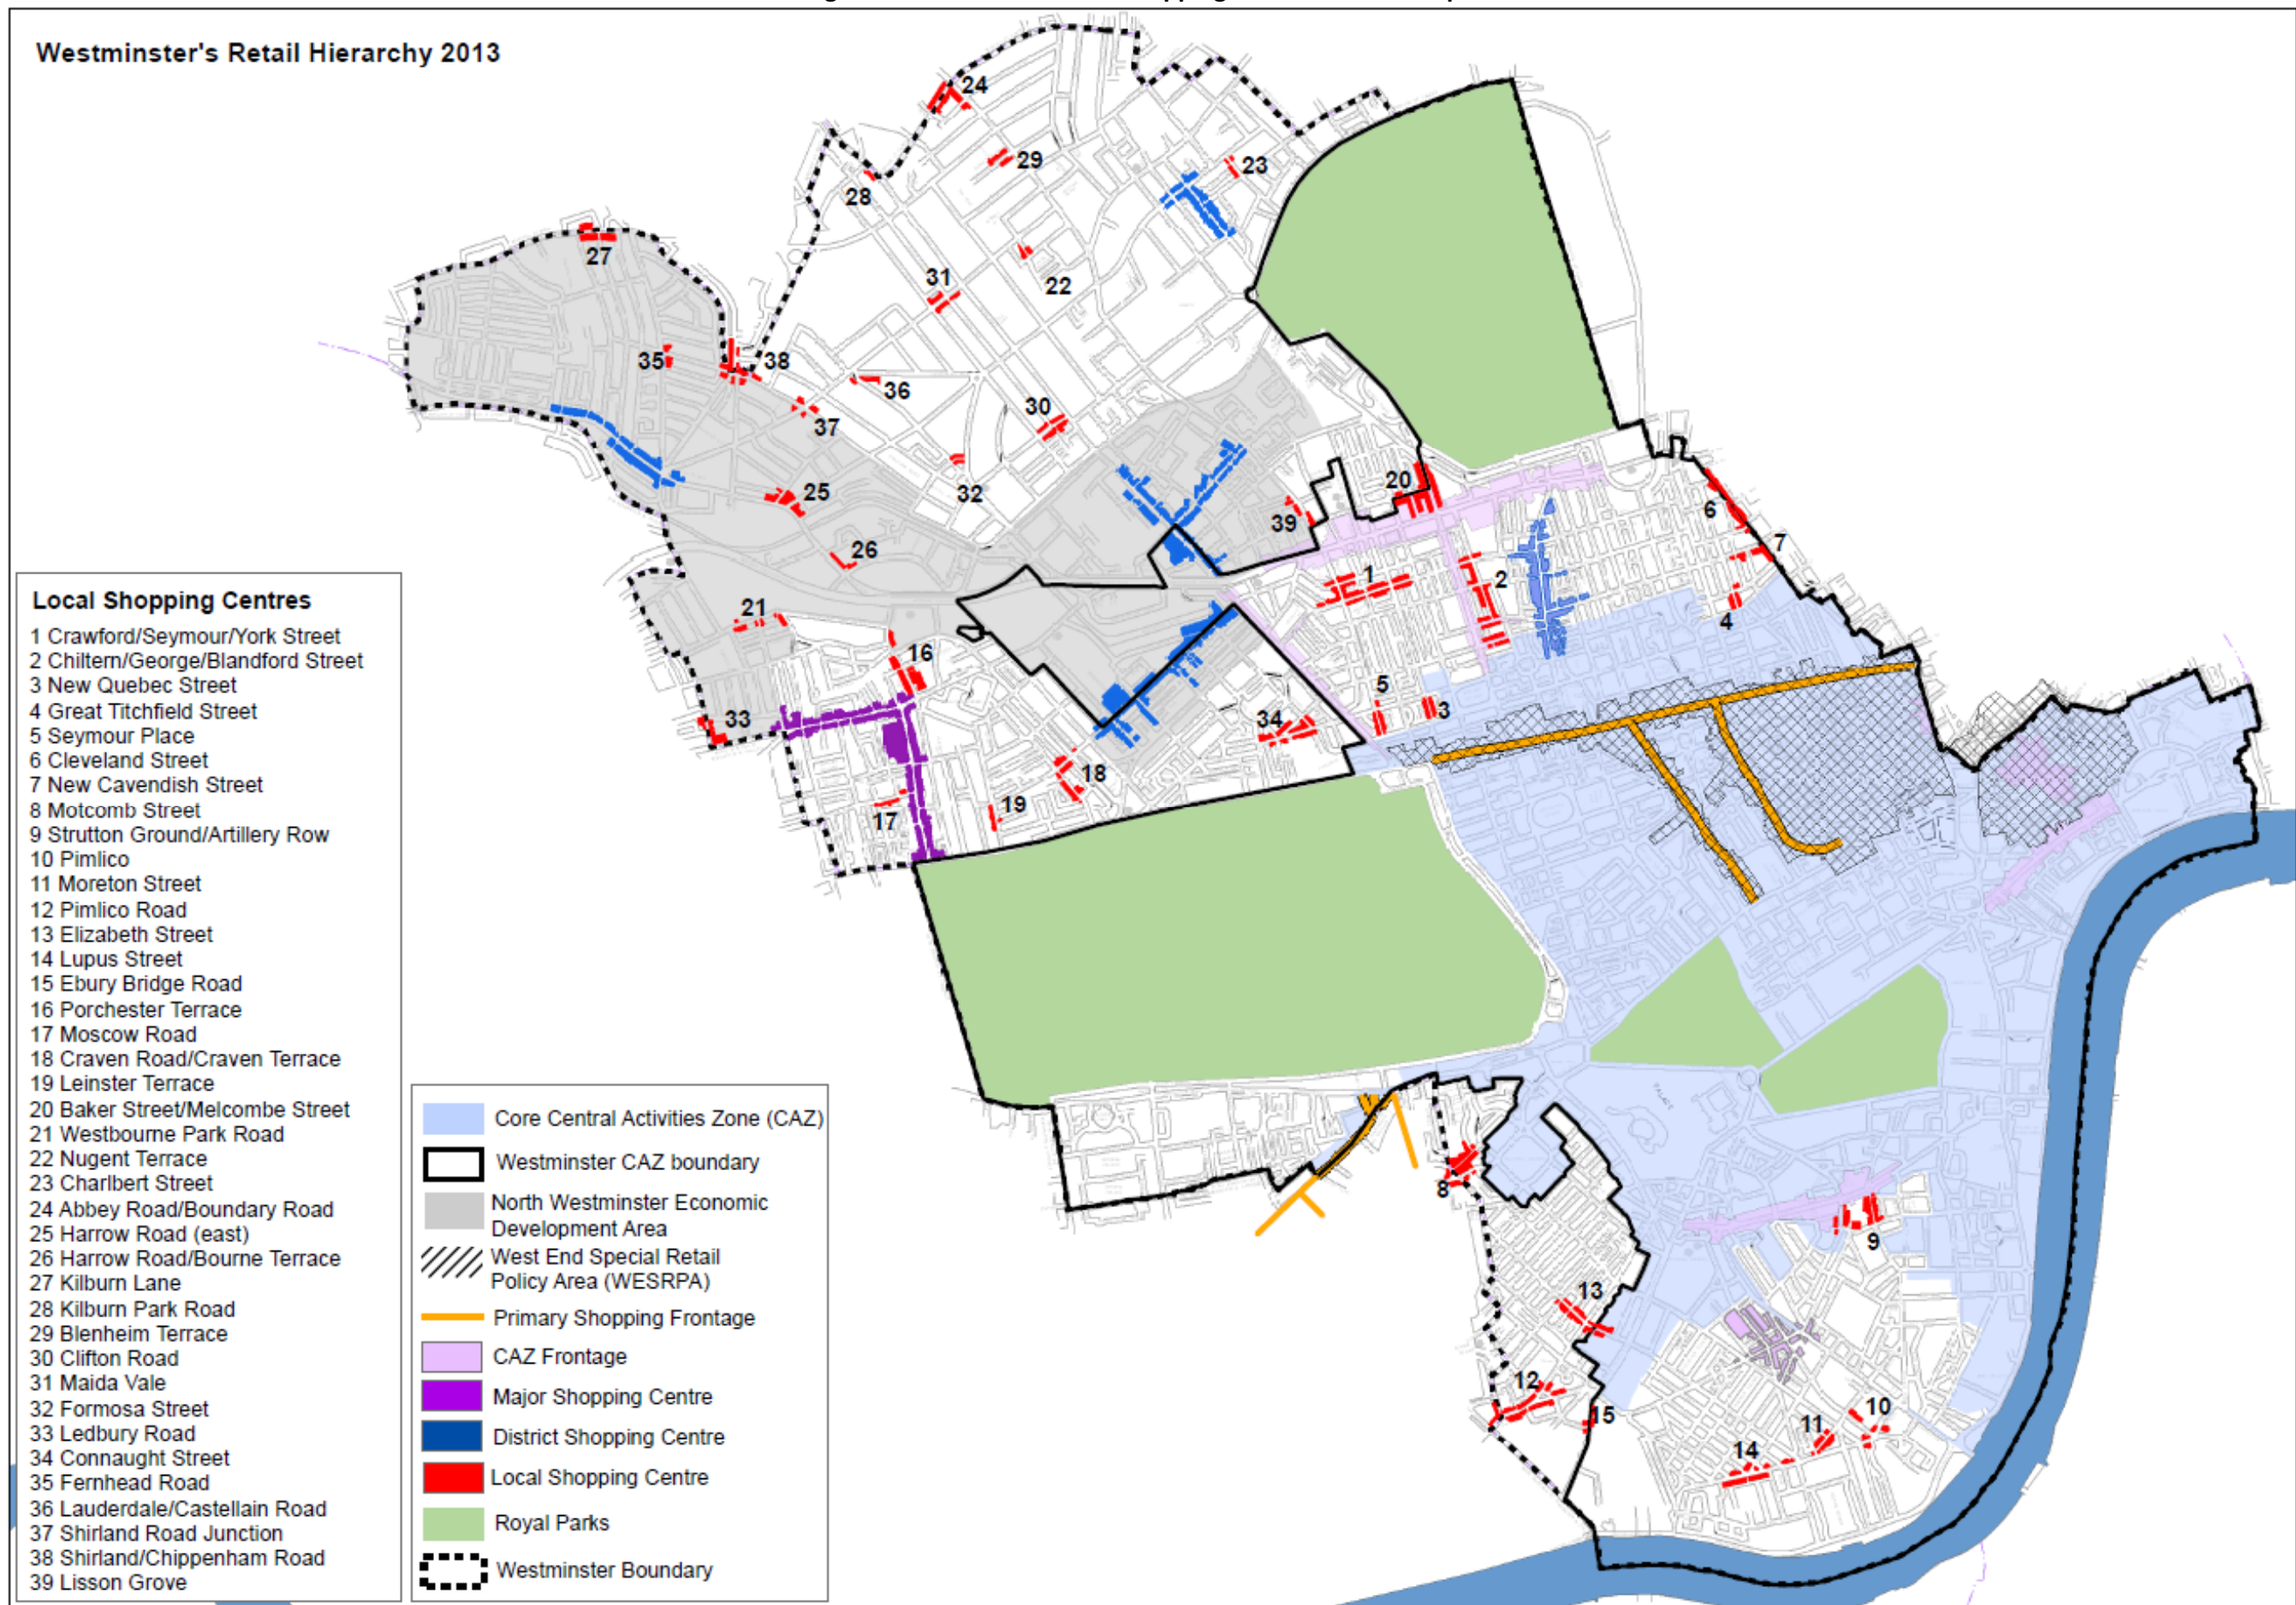 Westminster's Retail Hierarchy 2013
24
29
23
28
27
31
22
35
38
36
37
30
20
25
32
39
6
7
26
1
2
21
4
16
5
3
33
34
18
19
17
8
9
13
12
15
10
11
14
Local Shopping Centres
1 Crawford/Seymour/York Street
2 Chiltern/George/Blandford Street
3 New Quebec Street
4 Great Titchfield Street
5 Seymour Place
6 Cleveland Street
7 New Cavendish Street
8 Motcomb Street
9 Strutton Ground/Artillery Row
10 Pimlico
11 Moreton Street
12 Pimlico Road
13 Elizabeth Street
14 Lupus Street
15 Ebury Bridge Road
16 Porchester Terrace
17 Moscow Road
18 Craven Road/Craven Terrace
19 Leinster Terrace
20 Baker Street/Melcombe Street
21 Westbourne Park Road
22 Nugent Terrace
23 Charlbert Street
24 Abbey Road/Boundary Road
25 Harrow Road (east)
26 Harrow Road/Bourne Terrace
27 Kilburn Lane
28 Kilburn Park Road
29 Blenheim Terrace
30 Clifton Road
31 Maida Vale
32 Formosa Street
33 Ledbury Road
34 Connaught Street
35 Fernhead Road
36 Lauderdale/Castellain Road
37 Shirland Road Junction
38 Shirland/Chippenham Road
39 Lisson Grove
Core Central Activities Zone (CAZ)
Westminster CAZ boundary
North Westminster Economic
Development Area
West End Special Retail
Policy Area (WESRPA)
Primary Shopping Frontage
CAZ Frontage
Major Shopping Centre
District Shopping Centre
Local Shopping Centre
Royal Parks
Westminster Boundary